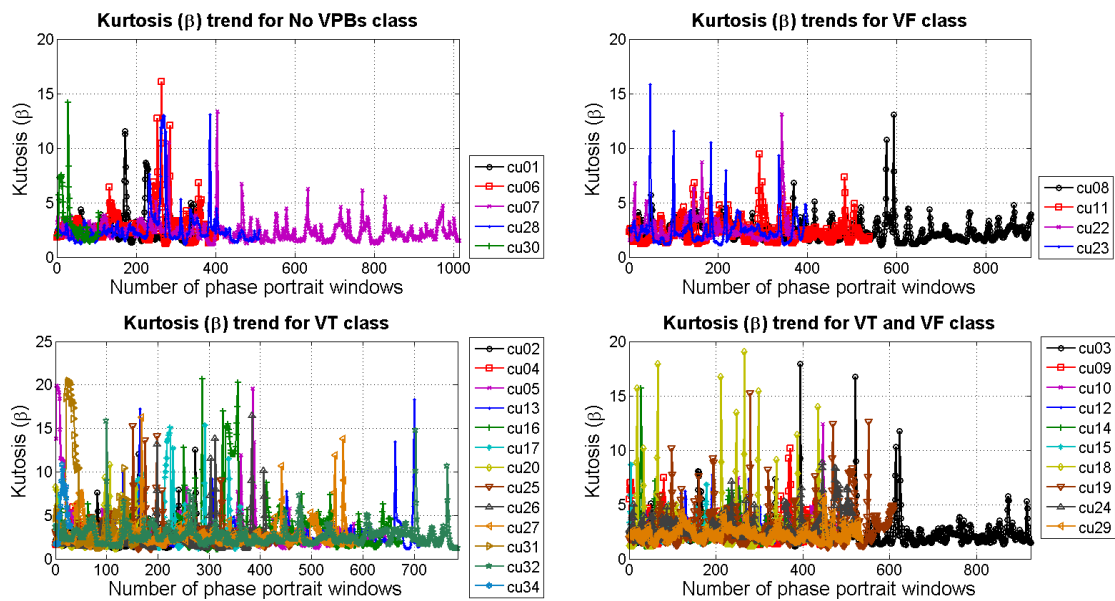 Kurtosis (β) trend for No VPBs class
20
15
10
5
0
Kutosis (β)
0 200 400 600 800 1000
Number of phase portrait windows
cu01
cu06
cu07
cu28
cu30
Kurtosis (β) trends for VF class
20
15
10
5
0
Kutosis (β)
0 200 400 600 800
Number of phase portrait windows
cu08
cu11
cu22
cu23
Kurtosis (β) trend for VT class
25
20
15
10
5
0
Kutosis (β)
0 100 200 300 400 500 600 700
Number of phase portrait windows
cu02
cu04
cu05
cu13
cu16
cu17
cu20
cu25
cu26
cu27
cu31
cu32
cu34
Kurtosis (β) trend for VT and VF class
20
15
10
5
0
Kutosis (β)
0 200 400 600 800
Number of phase portrait windows
cu03
cu09
cu10
cu12
cu14
cu15
cu18
cu19
cu24
cu29